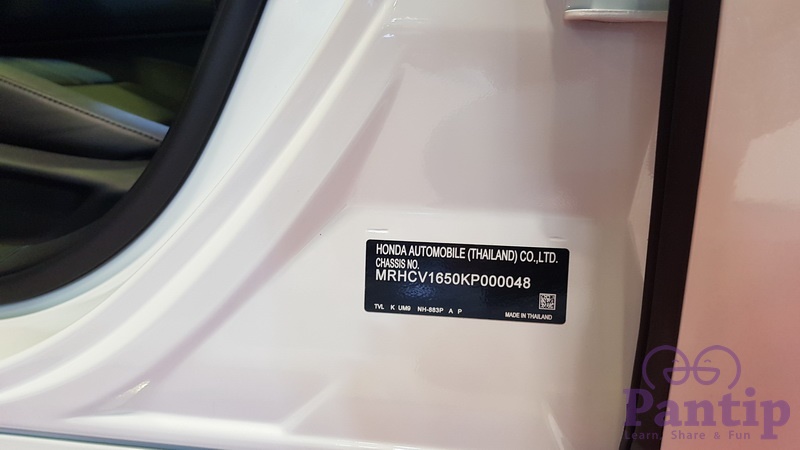 HONDA AUTOMOBILE (THAILAND) CO.,LTD.
CHASSIS NO.
MRHCV1650KP000048
TVL K UM9 NH-883P A P
MADE IN THAILAND
Pantip
Learn, Share & Fun